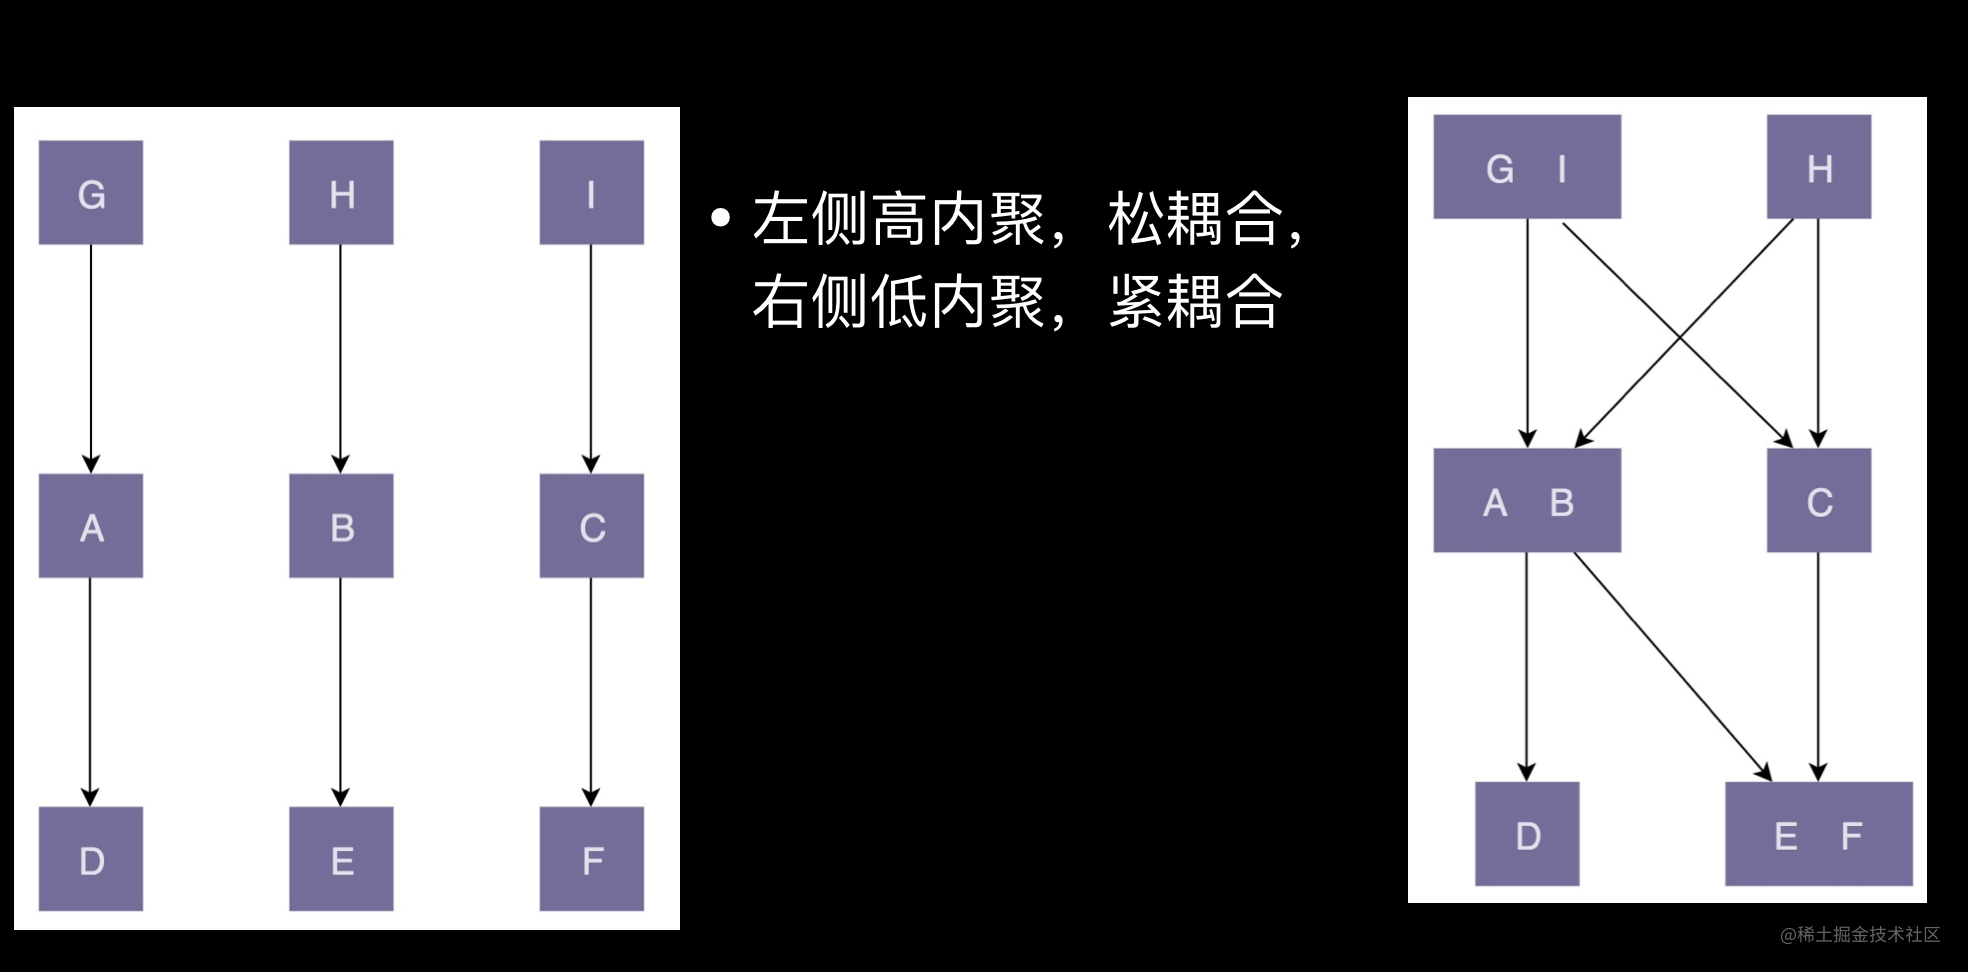 G H I
A B C
D E F
• 左侧高内聚，松耦合，
右侧低内聚，紧耦合
G I H
A B C
D E F
@稀土掘金技术社区